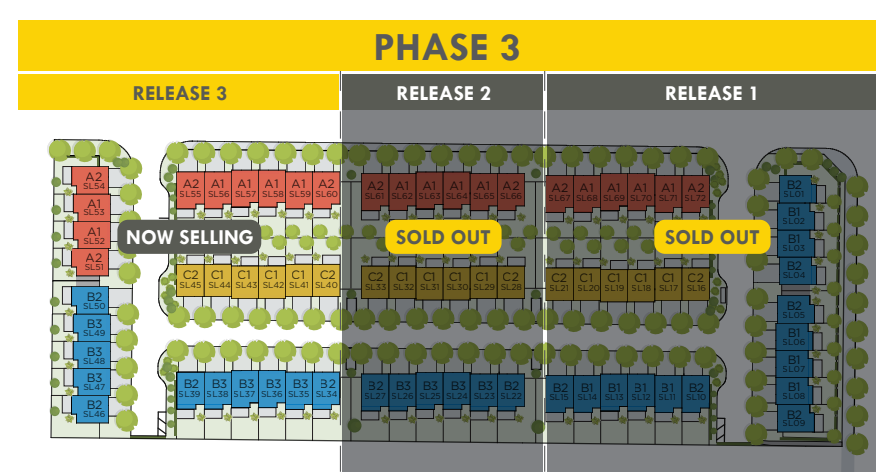 PHASE 3
RELEASE 3
RELEASE 2
RELEASE 1
A2
SL54
A1
SL53
A1
SL52
A2
SL51
B2
SL50
B3
SL49
B3
SL48
B3
SL47
B2
SL46
A2 A1 A1 A1 A1 A2
SL55 SL56 SL57 SL58 SL59 SL60
NOW SELLING
C2 C1 C1 C1 C1 C2
SL45 SL44 SL43 SL42 SL41 SL40
B2 B3 B3 B3 B3 B2
SL39 SL38 SL37 SL36 SL35 SL34
A2 A1 A1 A1 A1 A2
SL61 SL62 SL63 SL64 SL65 SL66
SOLD OUT
C2 C1 C1 C1 C1 C2
SL33 SL32 SL31 SL30 SL29 SL28
B2 B3 B3 B3 B3 B2
SL27 SL26 SL25 SL24 SL23 SL22
A2 A1 A1 A1 A1 A2
SL67 SL68 SL69 SL70 SL71 SL72
SOLD OUT
C2 C1 C1 C1 C1 C2
SL21 SL20 SL19 SL18 SL17 SL16
B2 B1 B1 B1 B1 B2
SL15 SL14 SL13 SL12 SL11 SL10
B2
SL01
B1
SL02
B1
SL03
B2
SL04
B2
SL05
B1
SL06
B1
SL07
B1
SL08
B2
SL09